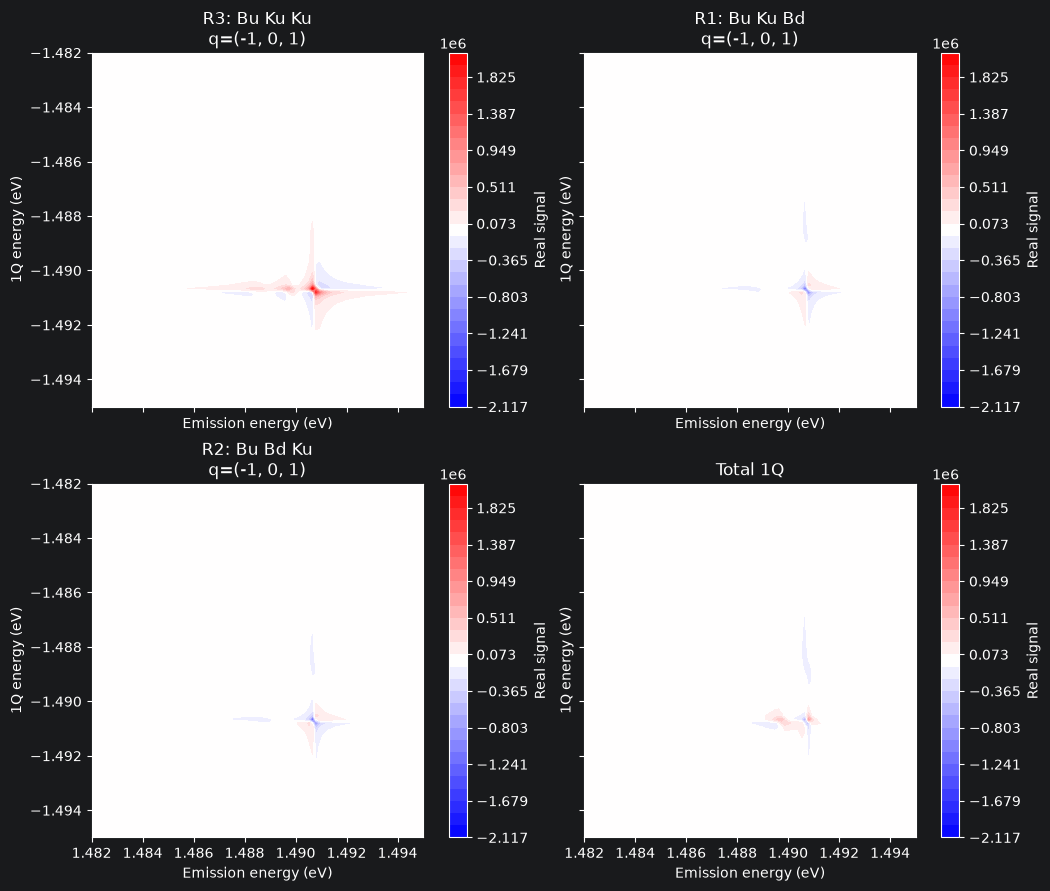 R3: Bu Ku Ku
q=(-1, 0, 1)
1e6
−1.482
−1.484
−1.486
−1.488
−1.490
−1.492
−1.494
1Q energy (eV)
Emission energy (eV)
1.825
1.387
0.949
0.511
0.073
−0.365
−0.803
−1.241
−1.679
−2.117
Real signal
R1: Bu Ku Bd
q=(-1, 0, 1)
1e6
1Q energy (eV)
Emission energy (eV)
1.825
1.387
0.949
0.511
0.073
−0.365
−0.803
−1.241
−1.679
−2.117
Real signal
R2: Bu Bd Ku
q=(-1, 0, 1)
1e6
−1.482
−1.484
−1.486
−1.488
−1.490
−1.492
−1.494
1Q energy (eV)
1.482 1.484 1.486 1.488 1.490 1.492 1.494
Emission energy (eV)
1.825
1.387
0.949
0.511
0.073
−0.365
−0.803
−1.241
−1.679
−2.117
Real signal
Total 1Q
1e6
1Q energy (eV)
1.482 1.484 1.486 1.488 1.490 1.492 1.494
Emission energy (eV)
1.825
1.387
0.949
0.511
0.073
−0.365
−0.803
−1.241
−1.679
−2.117
Real signal